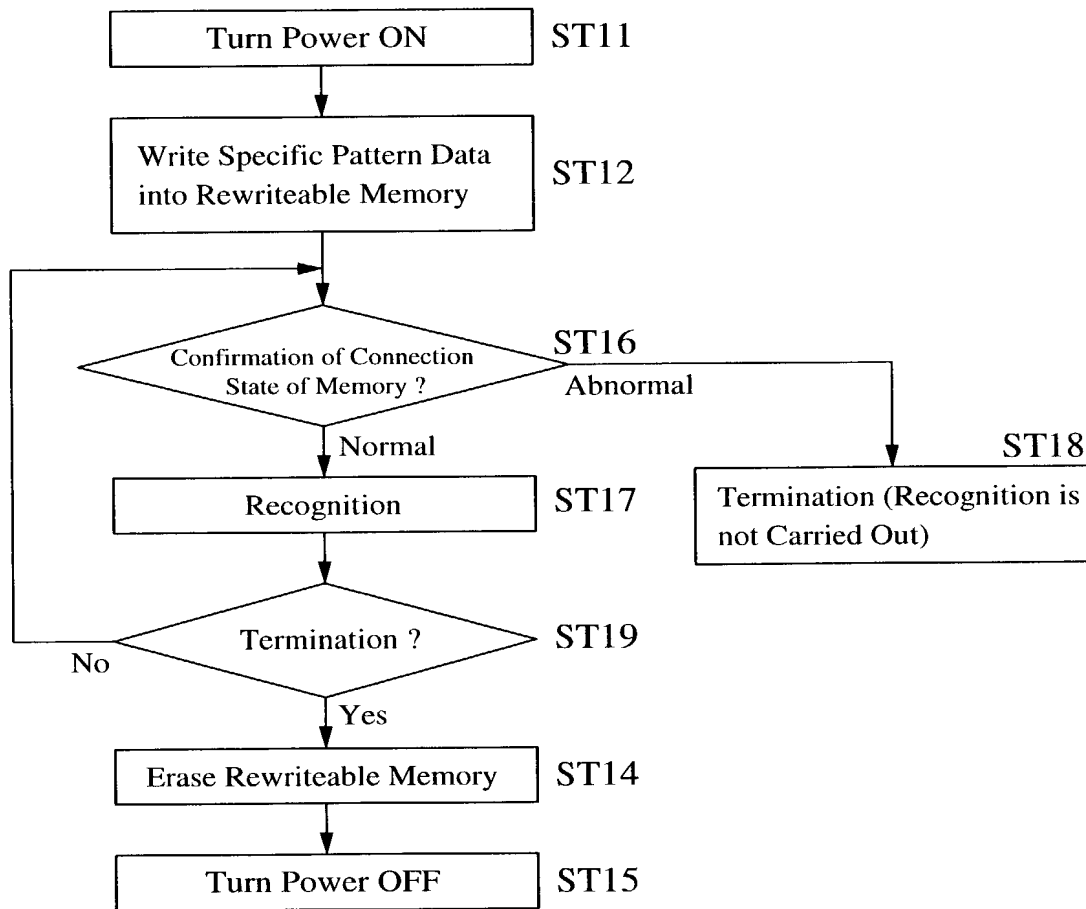 Turn Power ON
ST11
Write Specific Pattern Data
into Rewriteable Memory
ST12
Confirmation of Connection
State of Memory ?
ST16
Abnormal
Normal
ST18
Termination (Recognition is
not Carried Out)
Recognition
ST17
Termination ?
ST19
No
Yes
Erase Rewriteable Memory
ST14
Turn Power OFF
ST15